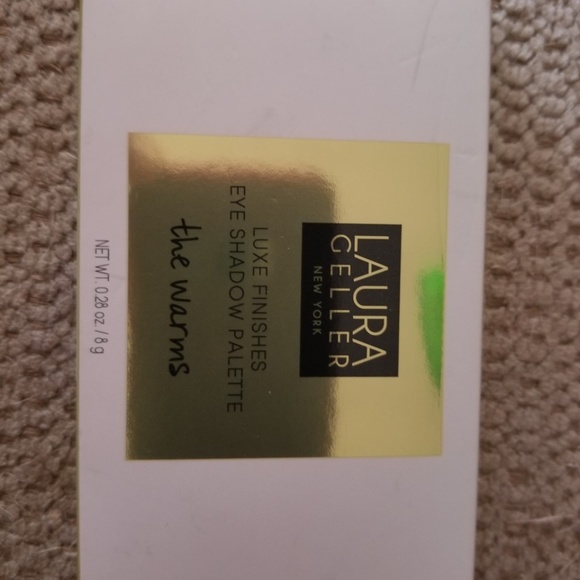 LAURA
GELLER
NEW YORK
LUXE FINISHES
EYE SHADOW PALETTE
the warms
NET WT. 0.28 oz / 8 g